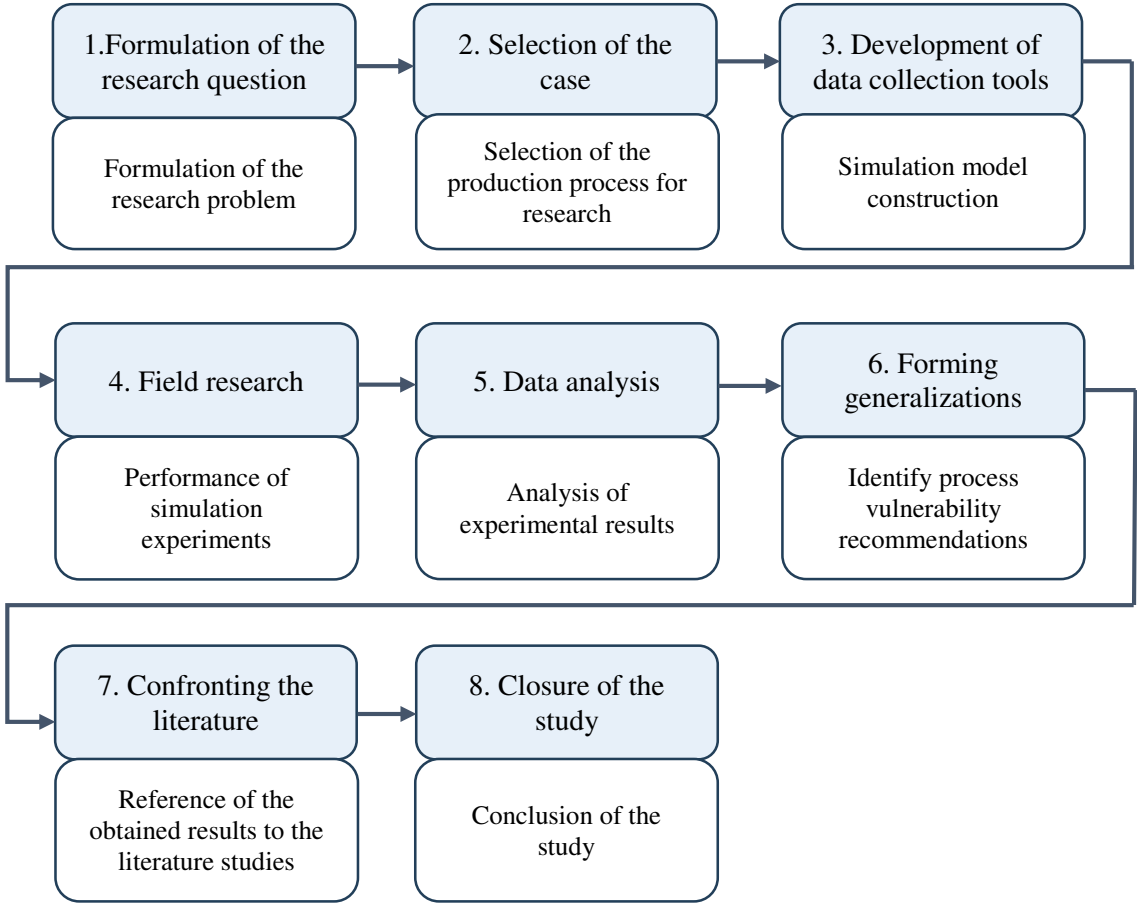 1.Formulation of the
research question
Formulation of the
research problem
2. Selection of the
case
Selection of the
production process for
research
3. Development of
data collection tools
Simulation model
construction
4. Field research
Performance of
simulation
experiments
5. Data analysis
Analysis of
experimental results
6. Forming
generalizations
Identify process
vulnerability
recommendations
7. Confronting the
literature
Reference of the
obtained results to the
literature studies
8. Closure of the
study
Conclusion of the
study